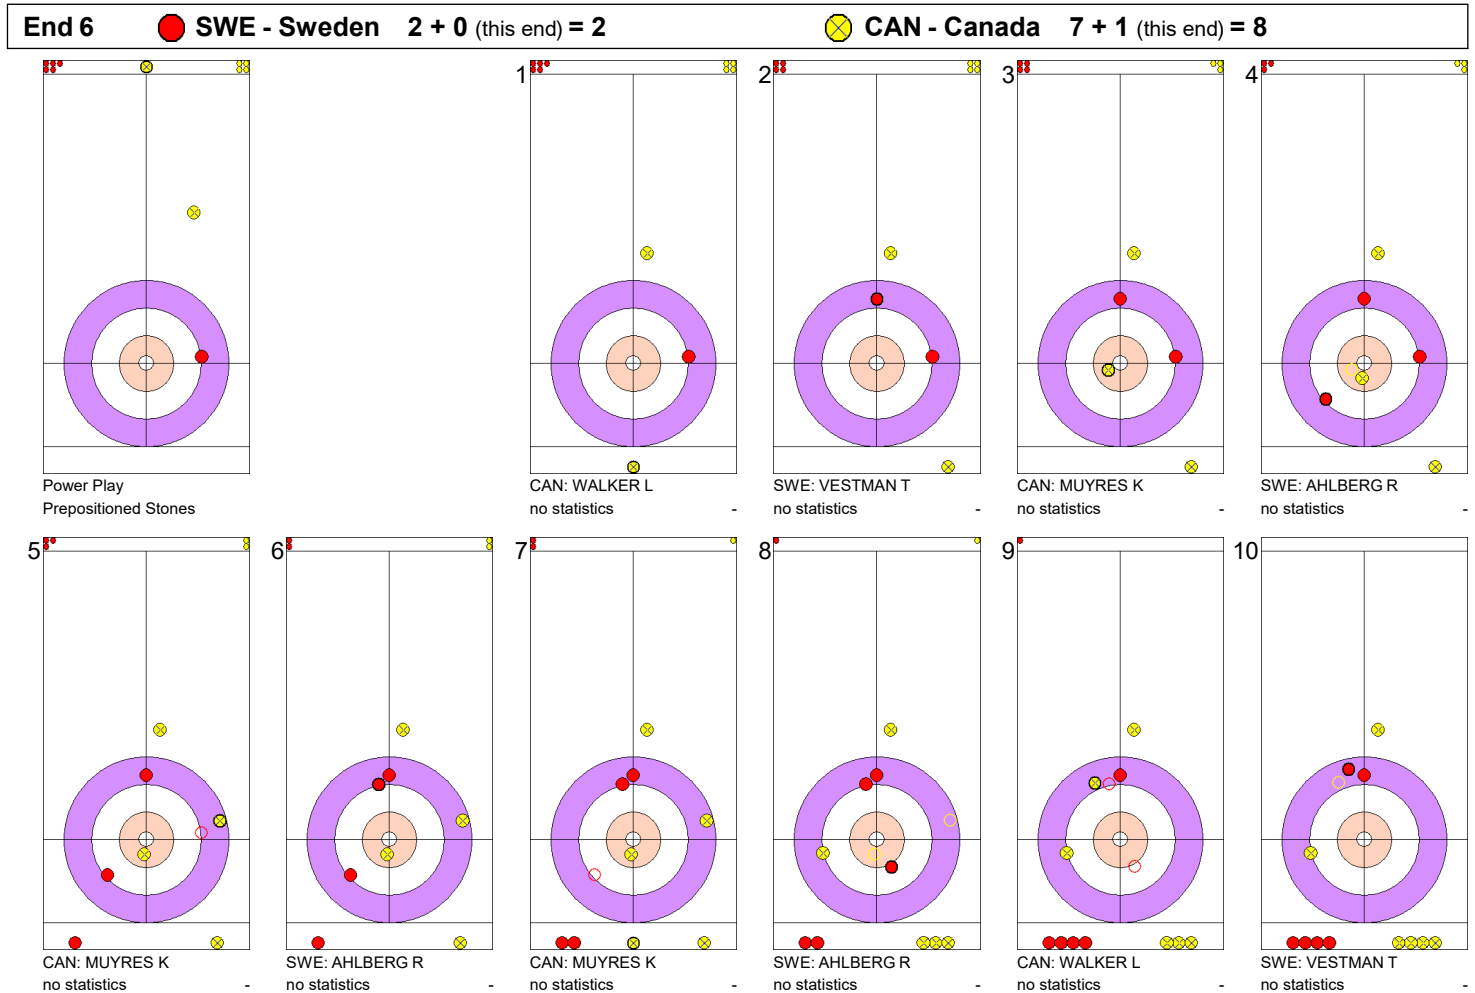 End 6 SWE - Sweden 2 + 0 (this end) = 2 CAN - Canada 7 + 1 (this end) = 8
1 2 3 4
Power Play CAN: WALKER L SWE: VESTMAN T CAN: MUYRES K SWE: AHLBERG R
Prepositioned Stones no statistics - no statistics - no statistics - no statistics -
5 6 7 8 9 10
CAN: MUYRES K SWE: AHLBERG R CAN: MUYRES K SWE: AHLBERG R CAN: WALKER L SWE: VESTMAN T
no statistics - no statistics - no statistics - no statistics - no statistics - no statistics -